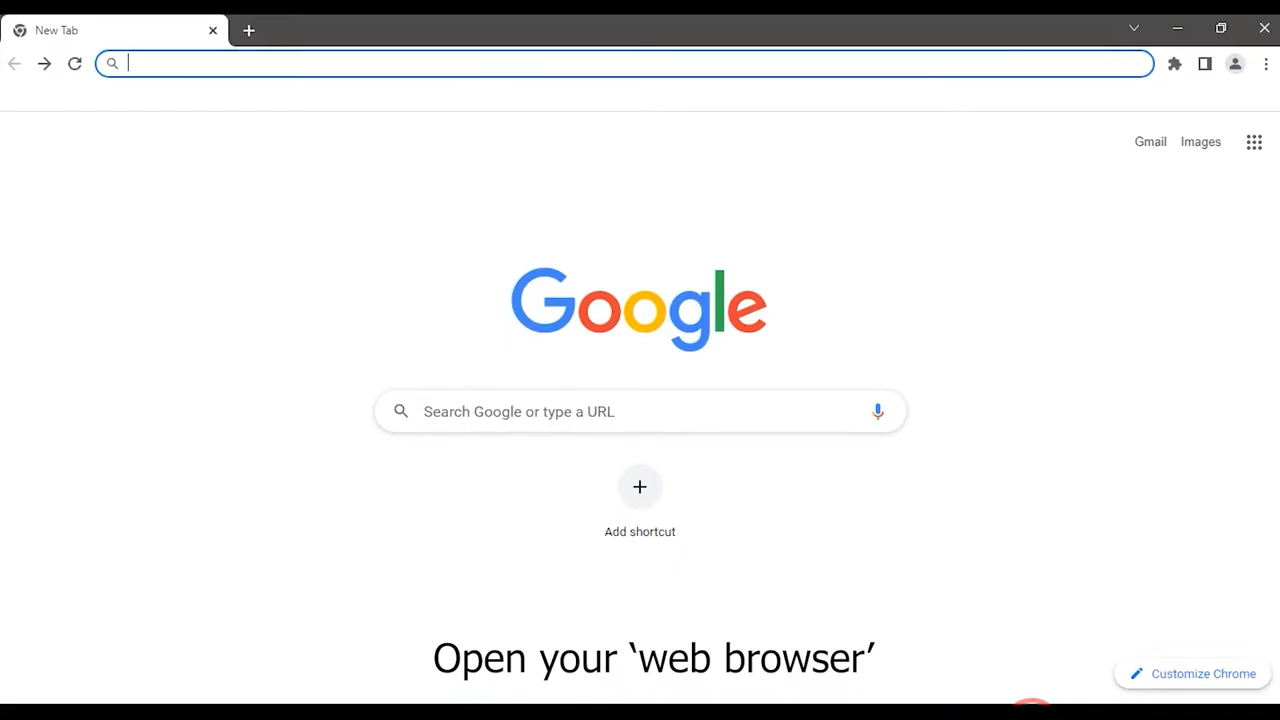 New Tab
Gmail Images
Google
Search Google or type a URL
Add shortcut
Open your ‘web browser’
Customize Chrome